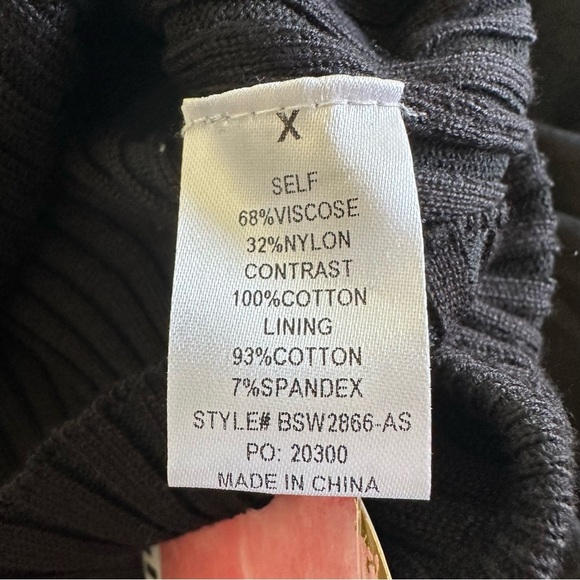 X
SELF
68%VISCOSE
32%NYLON
CONTRAST
100%COTTON
LINING
93%COTTON
7%SPANDEX
STYLE# BSW2866-AS
PO: 20300
MADE IN CHINA